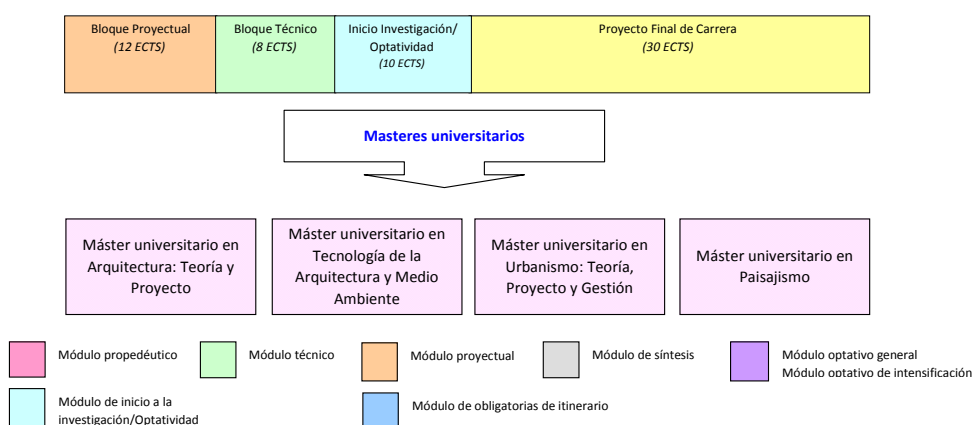 Bloque Proyectual
(12 ECTS)
Bloque Técnico
(8 ECTS)
Inicio Investigación/
Optatividad
(10 ECTS)
Proyecto Final de Carrera
(30 ECTS)
Masteres universitarios
Máster universitario en
Arquitectura: Teoría y
Proyecto
Máster universitario en
Tecnología de la
Arquitectura y Medio
Ambiente
Máster universitario en
Urbanismo: Teoría,
Proyecto y Gestión
Máster universitario en
Paisajismo
Módulo propedéutico
Módulo técnico
Módulo proyectual
Módulo de síntesis
Módulo optativo general
Módulo optativo de intensificación
Módulo de inicio a la
investigación/Optatividad
Módulo de obligatorias de itinerario